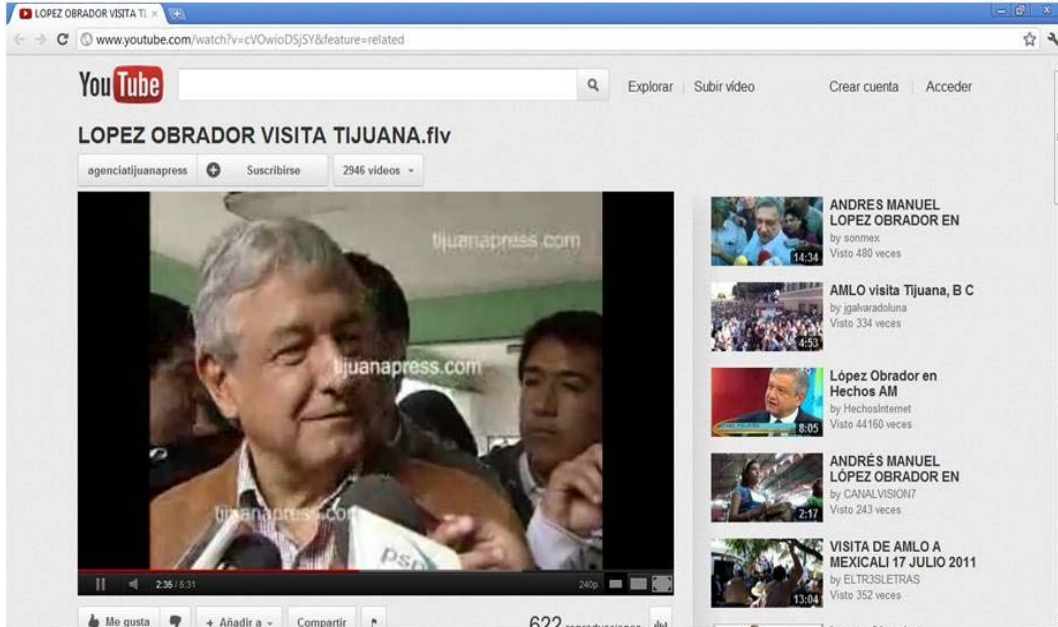 LOPEZ OBRADOR VISITA TI
www.youtube.com/watch?v=cVOwioDSjSY&feature=related
YouTube
Explorar
Subir vídeo
Crear cuenta
Acceder
LOPEZ OBRADOR VISITA TIJUANA.flv
agenciatijuanapress
Suscribirse
2946 vídeos
tijuanapress.com
tijuanapress.com
tijuanapress.com
psn
2:35 / 5:31
240p
Me gusta
+ Añadir a
Compartir
622 reproducciones
ANDRES MANUEL
LOPEZ OBRADOR EN
by sonmex
Visto 480 veces
14:34
AMLO visita Tijuana, B C
by jgalvaradoluna
Visto 334 veces
4:53
López Obrador en
Hechos AM
by HechosInternet
Visto 44160 veces
8:05
ANDRÉS MANUEL
LÓPEZ OBRADOR EN
by CANALVISION7
Visto 243 veces
2:17
VISITA DE AMLO A
MEXICALI 17 JULIO 2011
by ELTR3SLETRAS
Visto 352 veces
13:04